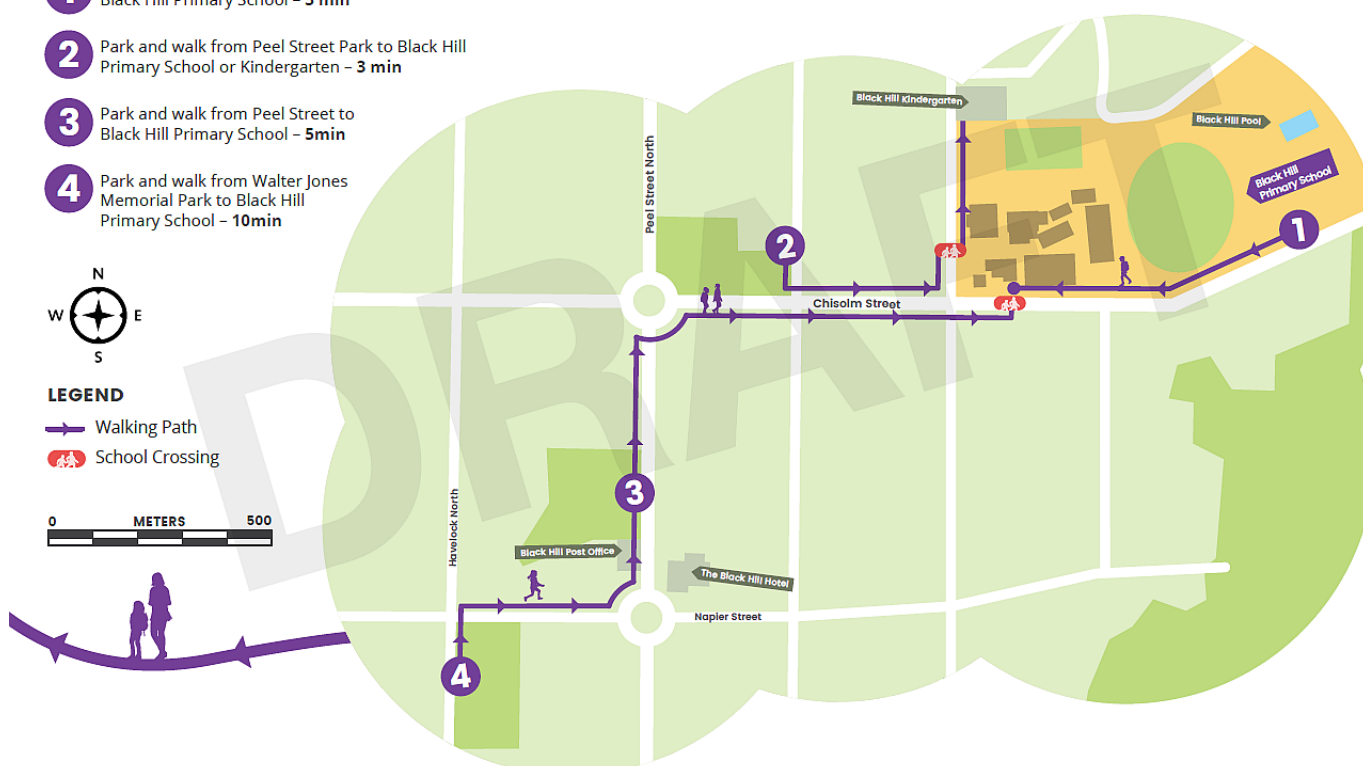 1
Black Hill Primary School – 5 min
2
Park and walk from Peel Street Park to Black Hill
Primary School or Kindergarten – 3 min
3
Park and walk from Peel Street to
Black Hill Primary School – 5min
4
Park and walk from Walter Jones
Memorial Park to Black Hill
Primary School – 10min
N
W
E
S
LEGEND
Walking Path
School Crossing
0 METERS 500
DRAFT
Black Hill Kindergarten
Black Hill Pool
Black Hill
Primary School
1
2
Peel Street North
Chisolm Street
3
Havelock North
Black Hill Post Office
The Black Hill Hotel
Napier Street
4